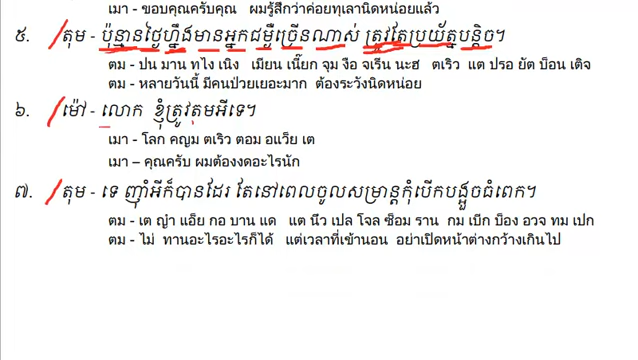 เมา - ขอบคุณครับคุณ ผมรู้สึกว่าค่อยทุเลานิดหน่อยแล้ว
៥. តុម - ប៉ុន្មានថ្ងៃហ្នឹងមានអ្នកជម្ងឺច្រើនណាស់ ត្រូវតែប្រយ័ត្នបន្តិច។
ตม - ปน มาน ทไง เนิง เมียน เนี๊ยก จุม งือ จเริน นะฮ ตเริว แต ปรอ ยัต บ็อน เติจ
ตม - หลายวันนี้ มีคนป่วยเยอะมาก ต้องระวังนิดหน่อย
៦. ម៉ៅ - លោក ខ្ញុំត្រូវតមអីទេ។
เมา - โลก คญม ตเริว ตอม อแว็ย เต
เมา – คุณครับ ผมต้องงดอะไรนัก
៧. តុម - ទេ ញ៉ាំអីក៏បានដែរ តែនៅពេលចូលសម្រាន្តកុំបើកបង្អួចធំពេក។
ตม - เต ญำ แอ็ย กอ บาน แด แต นึว เปล โจล ซ็อม ราน กม เบิก บ็อง อวจ ทม เปก
ตม - ไม่ ทานอะไรอะไรก็ได้ แต่เวลาที่เข้านอน อย่าเปิดหน้าต่างกว้างเกินไป